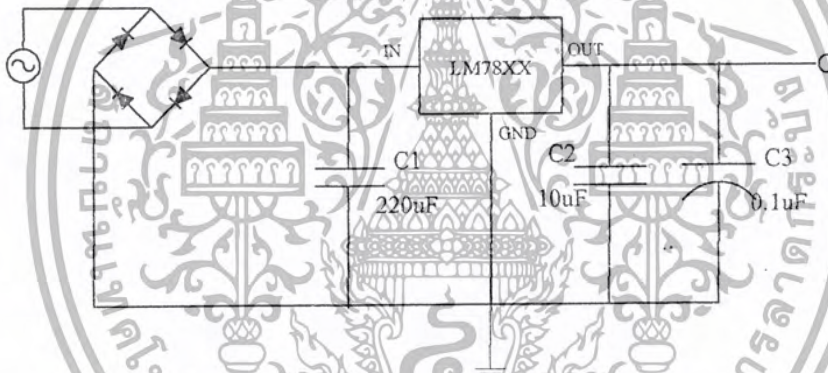 IN
OUT
LM78XX
GND
C1
220uF
C2
10uF
C3
0.1uF